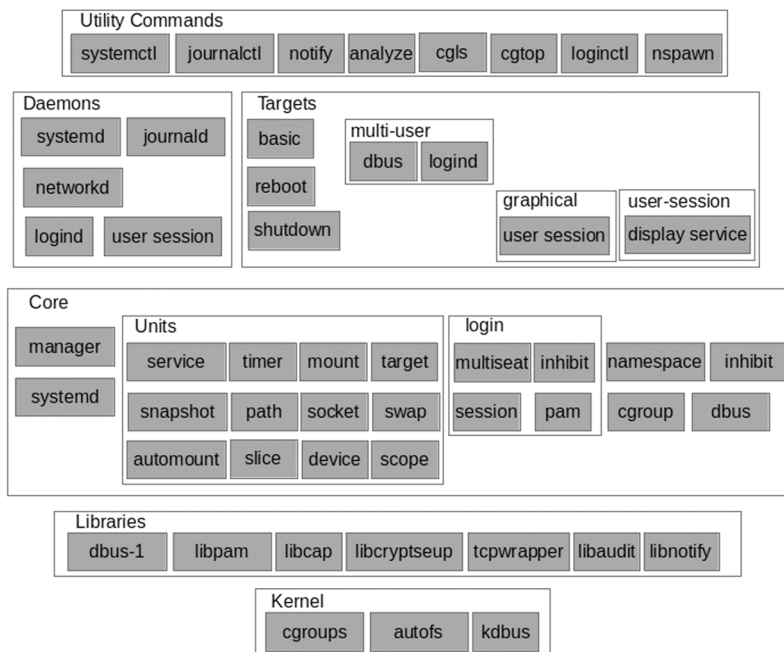 Utility Commands
systemctl journalctl notify analyze cgls cgtop loginctl nspawn
Daemons
systemd journald
networkd
logind user session
Targets
basic
reboot
shutdown
multi-user
dbus logind
graphical
user session
user-session
display service
Core
manager
systemd
Units
service timer mount target
snapshot path socket swap
automount slice device scope
login
multiseat inhibit
session pam
namespace inhibit
cgroup dbus
Libraries
dbus-1 libpam libcap libcryptseup tcpwrapper libaudit libnotify
Kernel
cgroups autofs kdbus